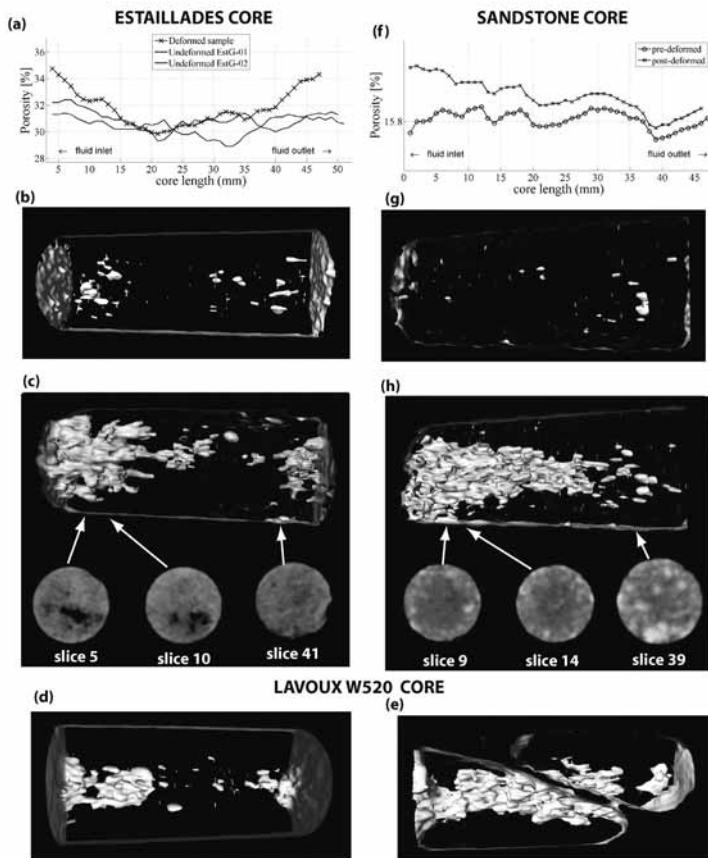 ESTAILLADES CORE
SANDSTONE CORE
(a)
Deformed sample
Undeformed EstG-01
Undeformed EstG-02
Porosity [%]
36
34
32
30
28
← fluid inlet
fluid outlet →
0 5 10 15 20 25 30 35 40 45 50
core length (mm)
(f)
pre-deformed
post-deformed
Porosity [%]
15.8
← fluid inlet
fluid outlet →
0 5 10 15 20 25 30 35 40 45
core length (mm)
(b)
(g)
(c)
slice 5
slice 10
slice 41
(h)
slice 9
slice 14
slice 39
LAVOUX W520 CORE
(d)
(e)